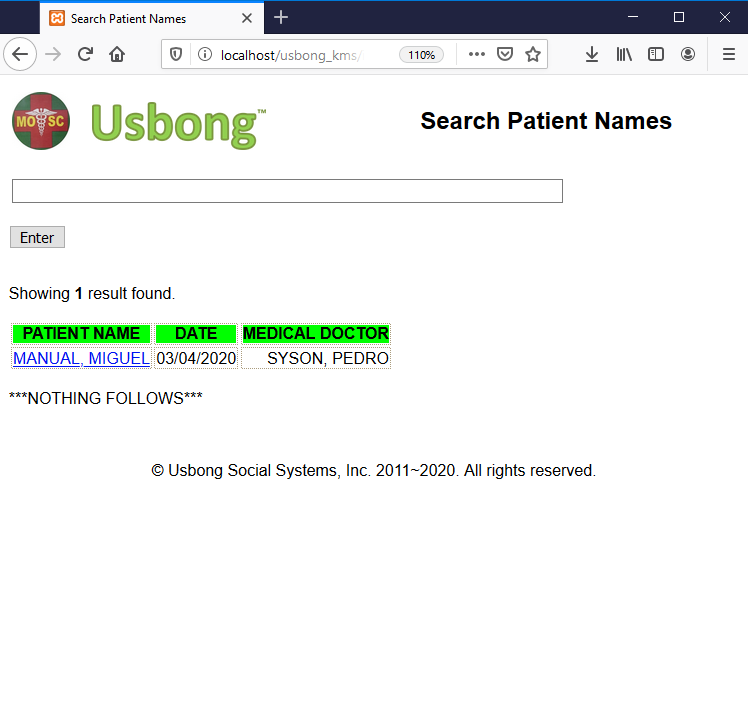 Search Patient Names
localhost/usbong_kms/ 110%
MOSC Usbong™ Search Patient Names
Enter
Showing 1 result found.
PATIENT NAME DATE MEDICAL DOCTOR
MANUAL, MIGUEL 03/04/2020 SYSON, PEDRO
***NOTHING FOLLOWS***
© Usbong Social Systems, Inc. 2011~2020. All rights reserved.